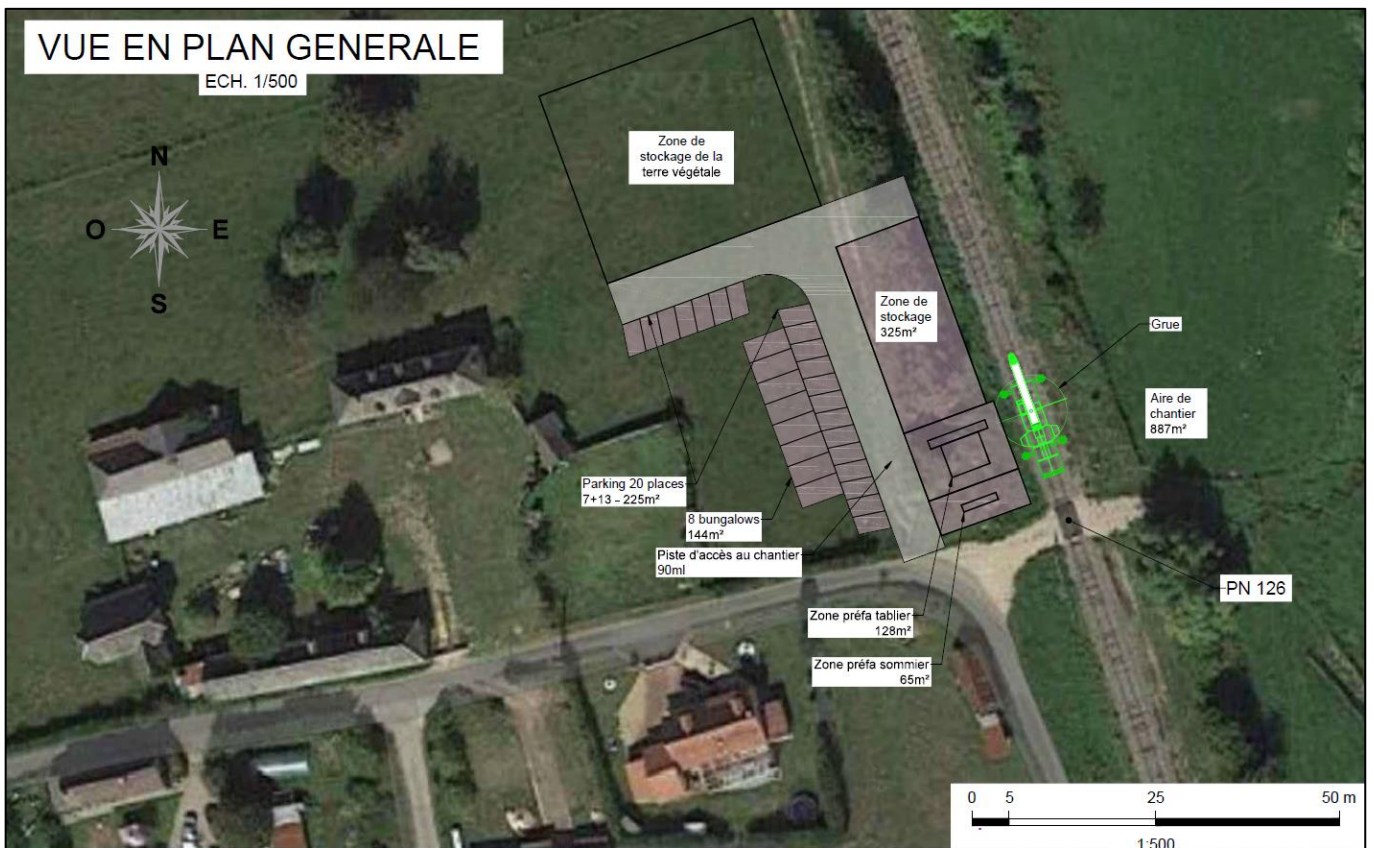 VUE EN PLAN GENERALE
ECH. 1/500
N
O
E
S
Zone de
stockage de la
terre végétale
Zone de
stockage
325m²
Grue
Aire de
chantier
887m²
Parking 20 places
7+13 - 225m²
8 bungalows
144m²
Piste d'accès au chantier
90ml
PN 126
Zone préfa tablier
128m²
Zone préfa sommier
65m²
0 5 25 50 m
1:500